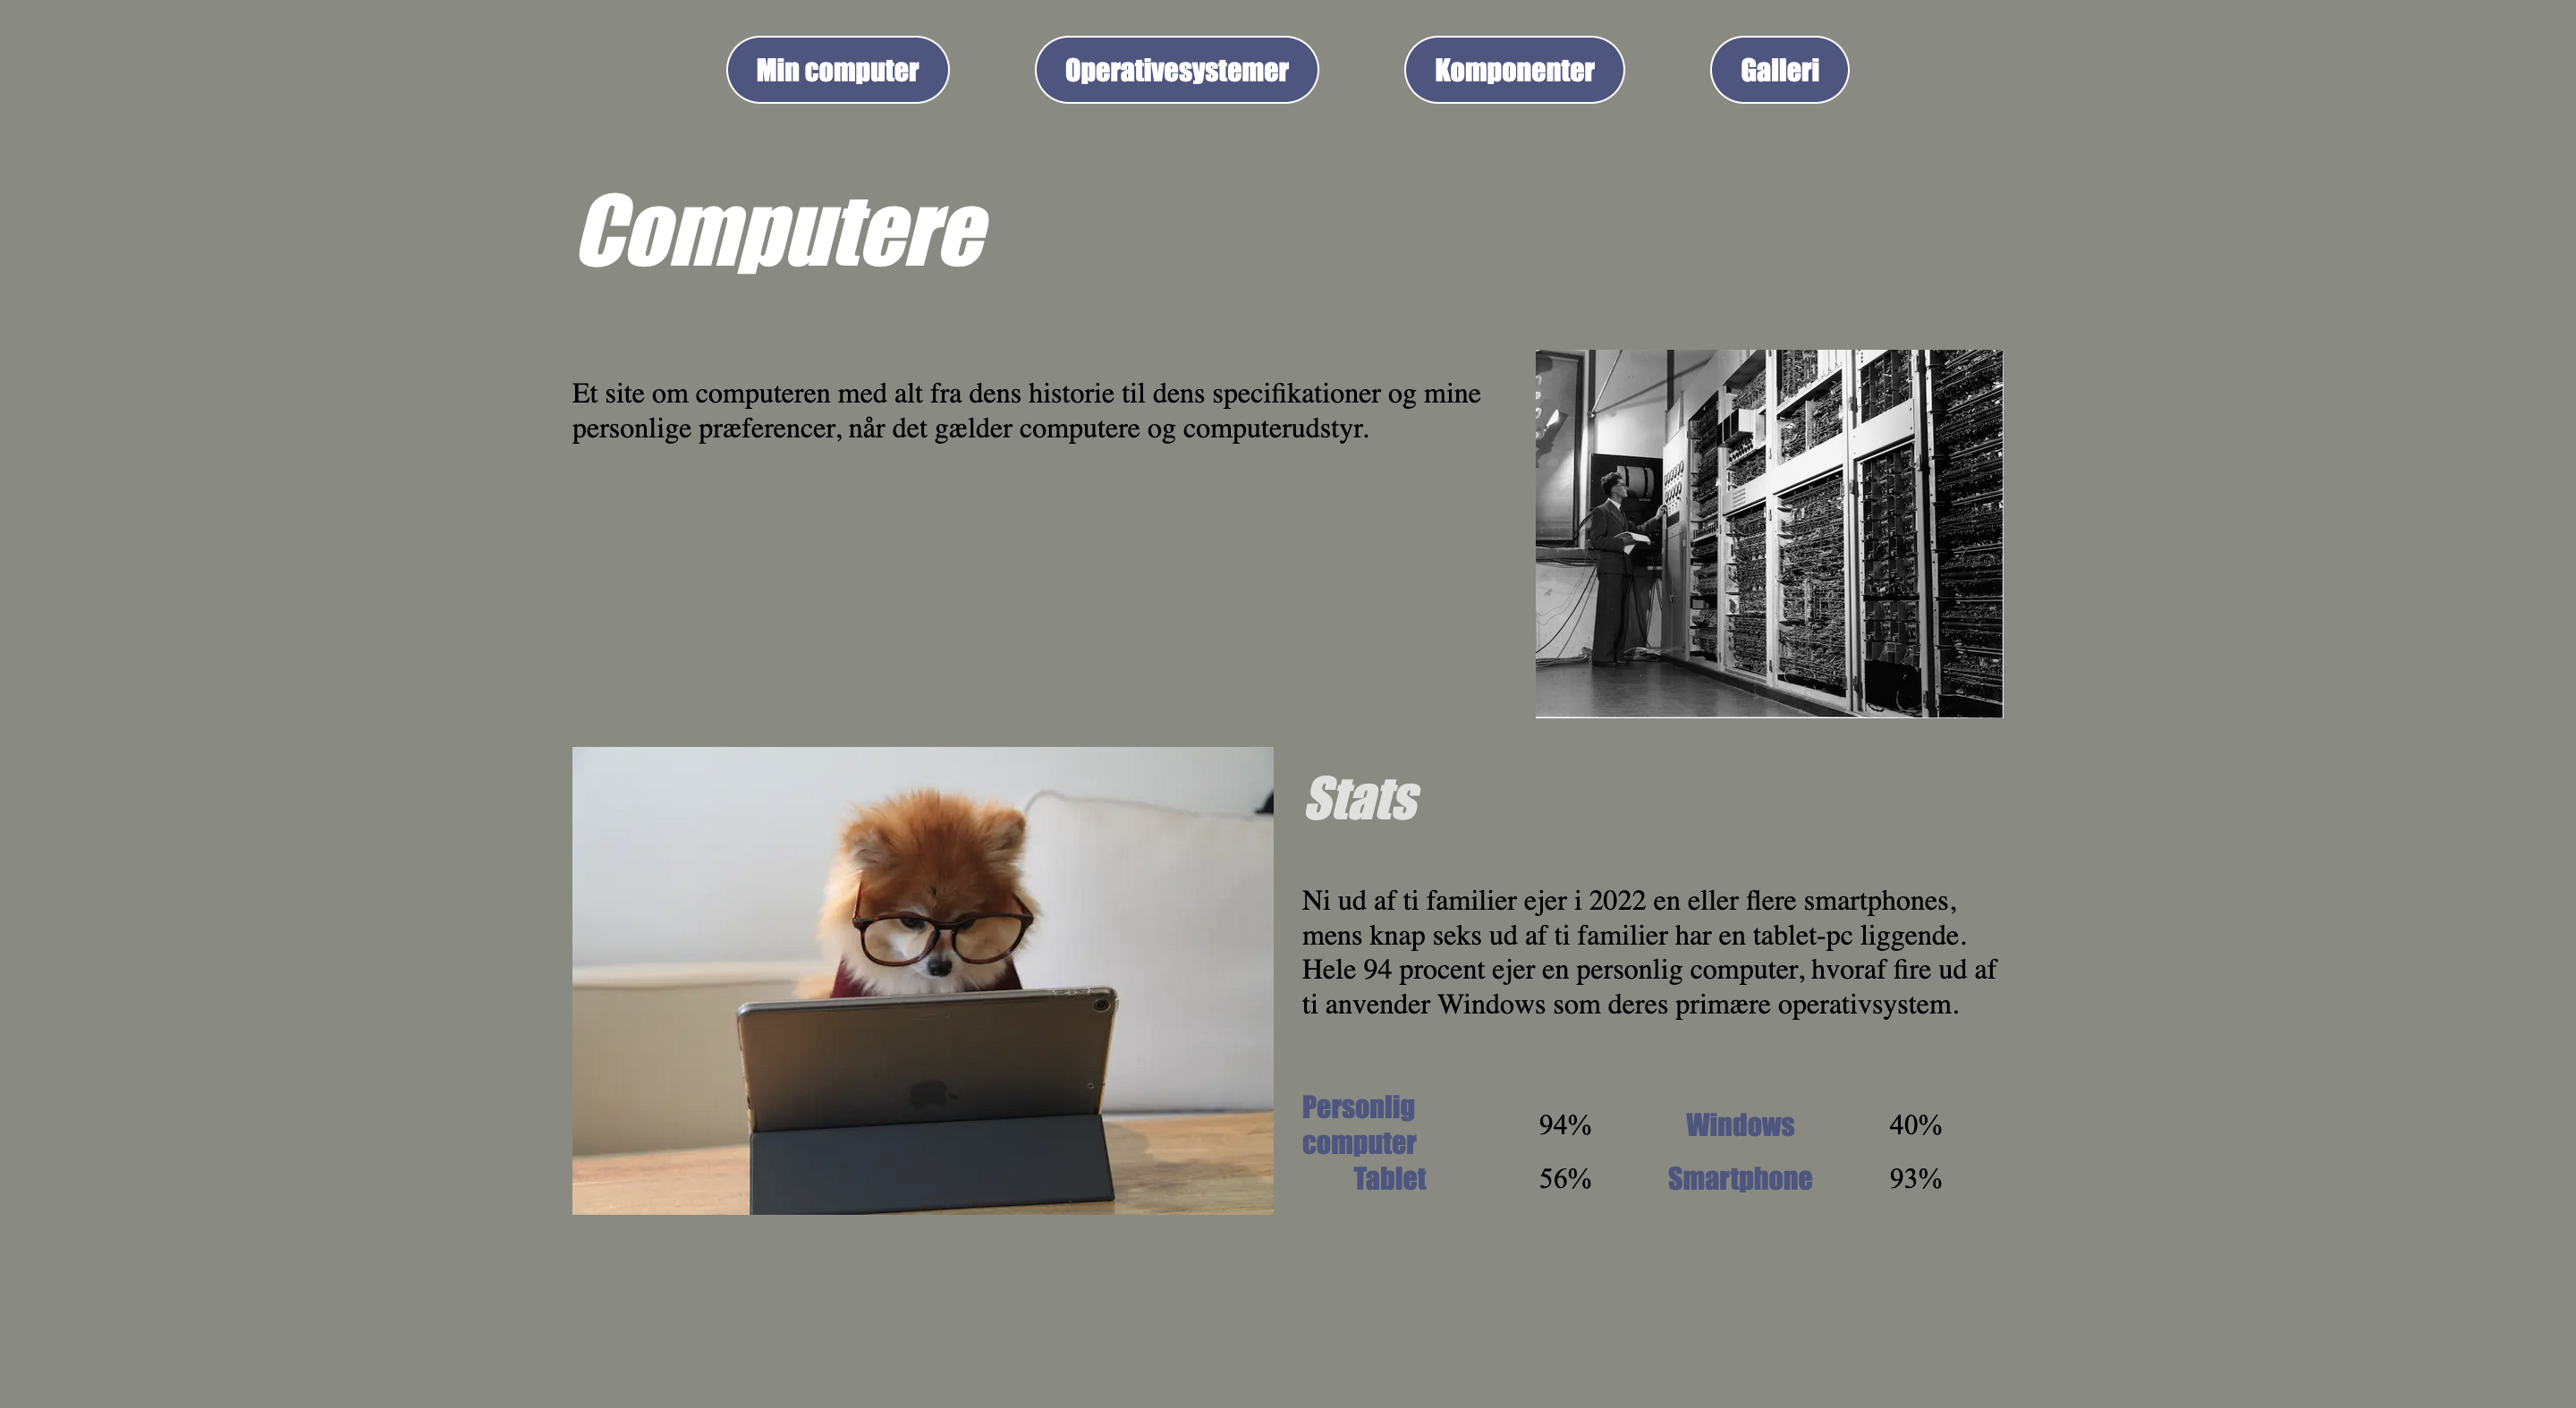 Min computer
Operativesystemer
Komponenter
Galleri
Computere
Et site om computeren med alt fra dens historie til dens specifikationer og mine
personlige præferencer, når det gælder computere og computerudstyr.
Stats
Ni ud af ti familier ejer i 2022 en eller flere smartphones,
mens knap seks ud af ti familier har en tablet-pc liggende.
Hele 94 procent ejer en personlig computer, hvoraf fire ud af
ti anvender Windows som deres primære operativsystem.
Personlig
computer
94%
Windows
40%
Tablet
56%
Smartphone
93%